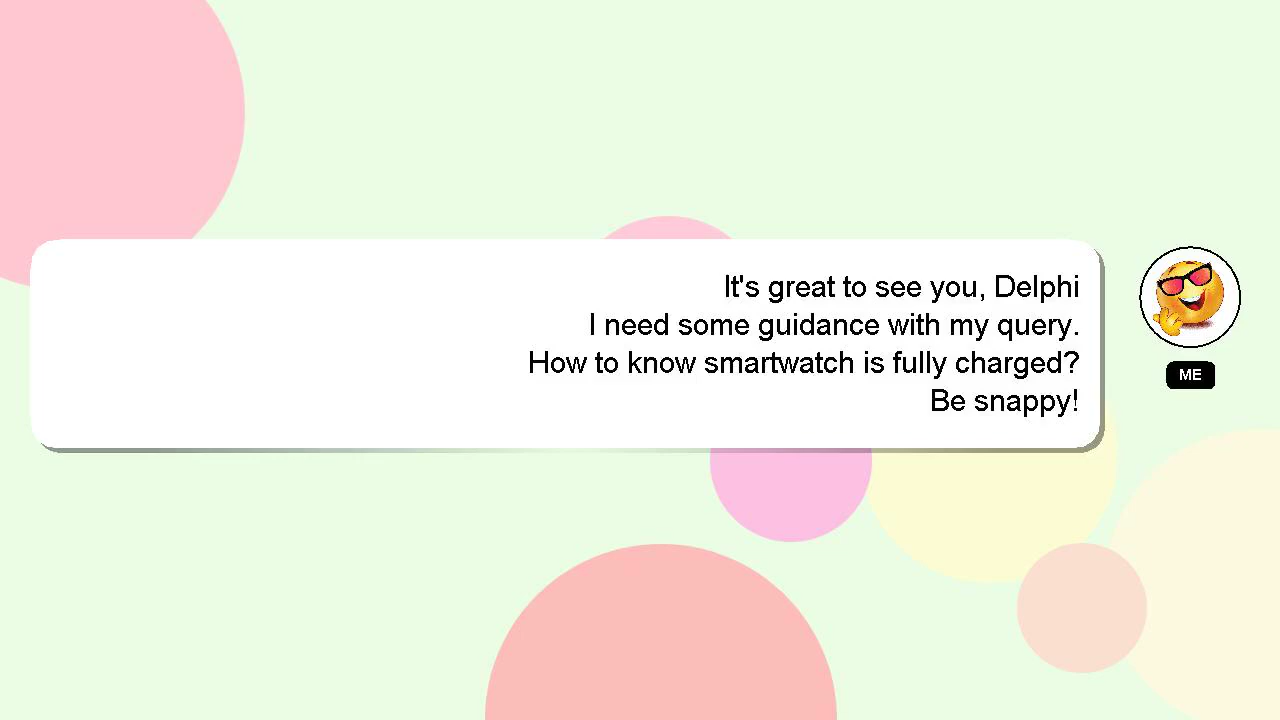 It's great to see you, Delphi
I need some guidance with my query.
How to know smartwatch is fully charged?
Be snappy!
ME